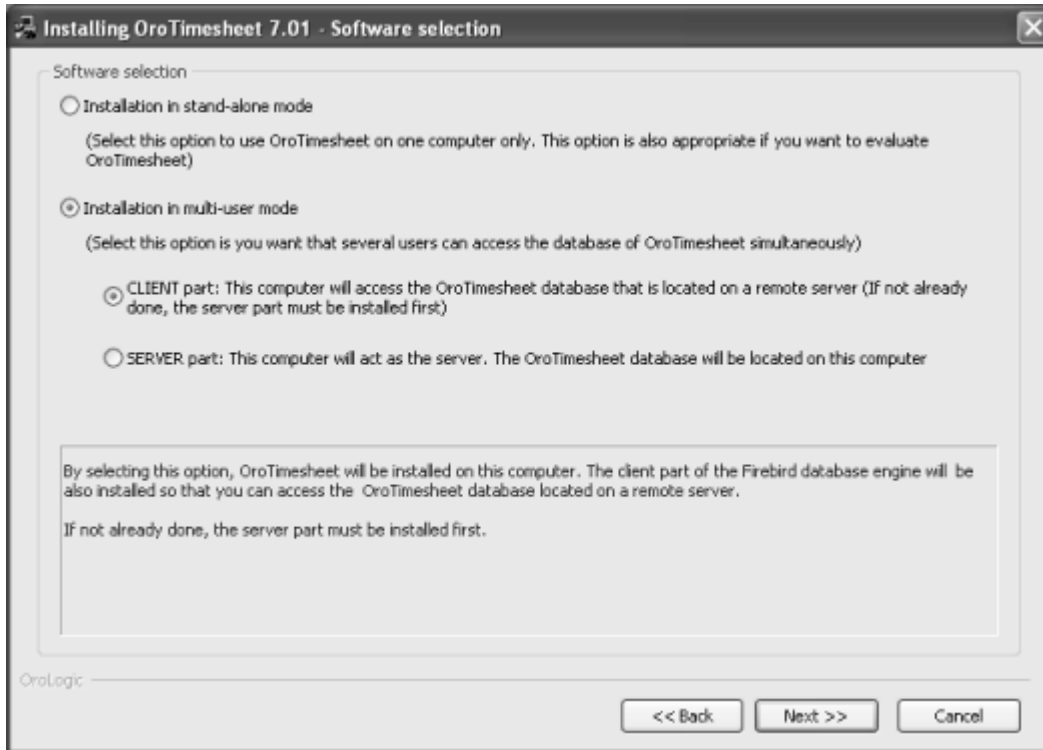 Installing OroTimesheet 7.01 - Software selection
Software selection
Installation in stand-alone mode
(Select this option to use OroTimesheet on one computer only. This option is also appropriate if you want to evaluate
OroTimesheet)
Installation in multi-user mode
(Select this option is you want that several users can access the database of OroTimesheet simultaneously)
CLIENT part: This computer will access the OroTimesheet database that is located on a remote server (If not already
done, the server part must be installed first)
SERVER part: This computer will act as the server. The OroTimesheet database will be located on this computer
By selecting this option, OroTimesheet will be installed on this computer. The client part of the Firebird database engine will be
also installed so that you can access the OroTimesheet database located on a remote server.
If not already done, the server part must be installed first.
OroLogic
<< Back
Next >>
Cancel